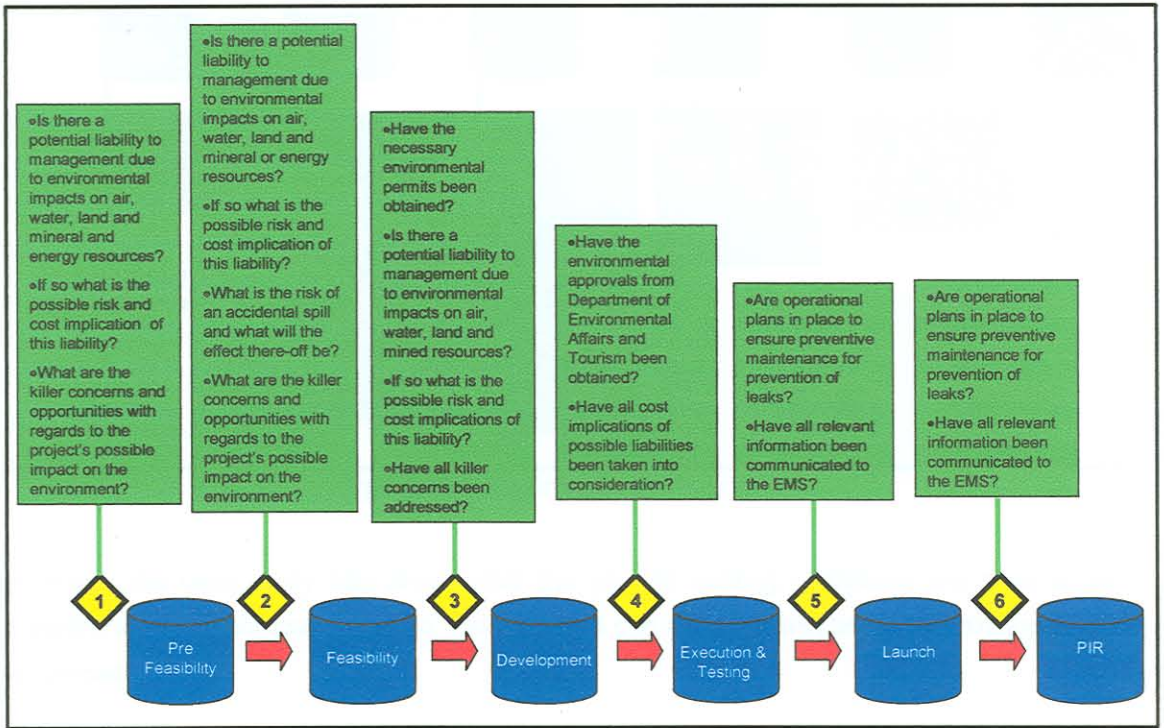 •Is there a
potential liability to
management due
to environmental
impacts on air,
water, land and
mineral and
energy resources?
•If so what is the
possible risk and
cost implication of
this liability?
•What are the
killer concerns and
opportunities with
regards to the
project's possible
impact on the
environment?
•Is there a potential
liability to
management due
to environmental
impacts on air,
water, land and
mineral or energy
resources?
•If so what is the
possible risk and
cost implication of
this liability?
•What is the risk of
an accidental spill
and what will the
effect there-off be?
•What are the killer
concerns and
opportunities with
regards to the
project's possible
impact on the
environment?
•Have the
necessary
environmental
permits been
obtained?
•Is there a
potential liability to
management due
to environmental
impacts on air,
water, land and
mined resources?
•If so what is the
possible risk and
cost implications of
this liability?
•Have all killer
concerns been
addressed?
•Have the
environmental
approvals from
Department of
Environmental
Affairs and
Tourism been
obtained?
•Have all cost
implications of
possible liabilities
been taken into
consideration?
•Are operational
plans in place to
ensure preventive
maintenance for
prevention of
leaks?
•Have all relevant
information been
communicated to
the EMS?
•Are operational
plans in place to
ensure preventive
maintenance for
prevention of
leaks?
•Have all relevant
information been
communicated to
the EMS?
1
2
3
4
5
6
Pre
Feasibility
Feasibility
Development
Execution &
Testing
Launch
PIR